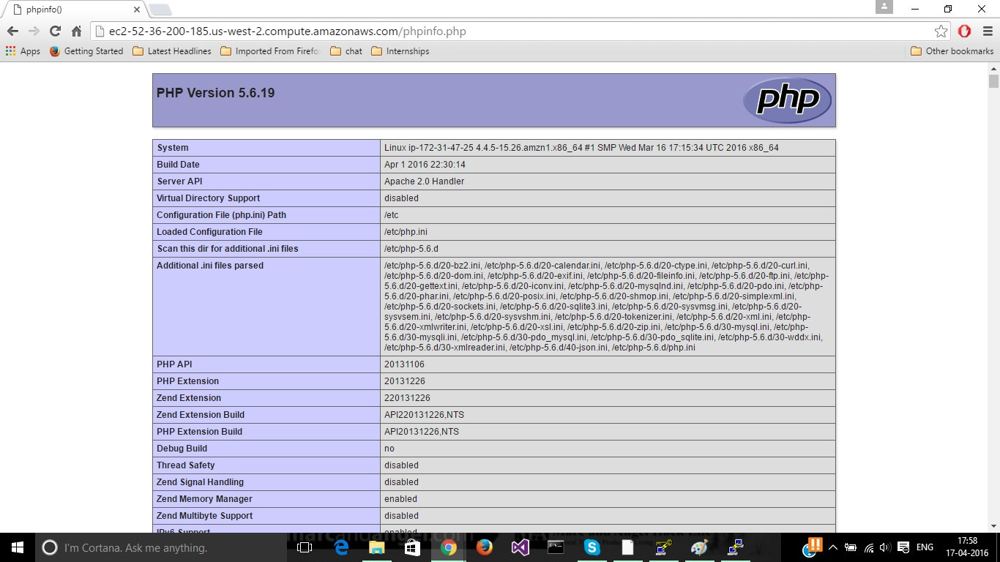 phpinfo()
ec2-52-36-200-185.us-west-2.compute.amazonaws.com/phpinfo.php
Apps Getting Started Latest Headlines Imported From Firefo chat Internships Other bookmarks
PHP Version 5.6.19
php
System Linux ip-172-31-47-25 4.4.5-15.26.amzn1.x86_64 #1 SMP Wed Mar 16 17:15:34 UTC 2016 x86_64
Build Date Apr 1 2016 22:30:14
Server API Apache 2.0 Handler
Virtual Directory Support disabled
Configuration File (php.ini) Path /etc
Loaded Configuration File /etc/php.ini
Scan this dir for additional .ini files /etc/php-5.6.d
Additional .ini files parsed /etc/php-5.6.d/20-bz2.ini, /etc/php-5.6.d/20-calendar.ini, /etc/php-5.6.d/20-ctype.ini, /etc/php-5.6.d/20-curl.ini,
/etc/php-5.6.d/20-dom.ini, /etc/php-5.6.d/20-exif.ini, /etc/php-5.6.d/20-fileinfo.ini, /etc/php-5.6.d/20-ftp.ini, /etc/php-
5.6.d/20-gettext.ini, /etc/php-5.6.d/20-iconv.ini, /etc/php-5.6.d/20-mysqlnd.ini, /etc/php-5.6.d/20-pdo.ini, /etc/php-
5.6.d/20-phar.ini, /etc/php-5.6.d/20-posix.ini, /etc/php-5.6.d/20-shmop.ini, /etc/php-5.6.d/20-simplexml.ini,
/etc/php-5.6.d/20-sockets.ini, /etc/php-5.6.d/20-sqlite3.ini, /etc/php-5.6.d/20-sysvmsg.ini, /etc/php-5.6.d/20-
sysvsem.ini, /etc/php-5.6.d/20-sysvshm.ini, /etc/php-5.6.d/20-tokenizer.ini, /etc/php-5.6.d/20-xml.ini, /etc/php-
5.6.d/20-xmlwriter.ini, /etc/php-5.6.d/20-xsl.ini, /etc/php-5.6.d/20-zip.ini, /etc/php-5.6.d/30-mysql.ini, /etc/php-
5.6.d/30-mysqli.ini, /etc/php-5.6.d/30-pdo_mysql.ini, /etc/php-5.6.d/30-pdo_sqlite.ini, /etc/php-5.6.d/30-wddx.ini,
/etc/php-5.6.d/30-xmlreader.ini, /etc/php-5.6.d/40-json.ini, /etc/php-5.6.d/php.ini
PHP API 20131106
PHP Extension 20131226
Zend Extension 220131226
Zend Extension Build API220131226,NTS
PHP Extension Build API20131226,NTS
Debug Build no
Thread Safety disabled
Zend Signal Handling disabled
Zend Memory Manager enabled
Zend Multibyte Support disabled
IPv6 Support enabled
I'm Cortana. Ask me anything.
ENG
17:58
17-04-2016